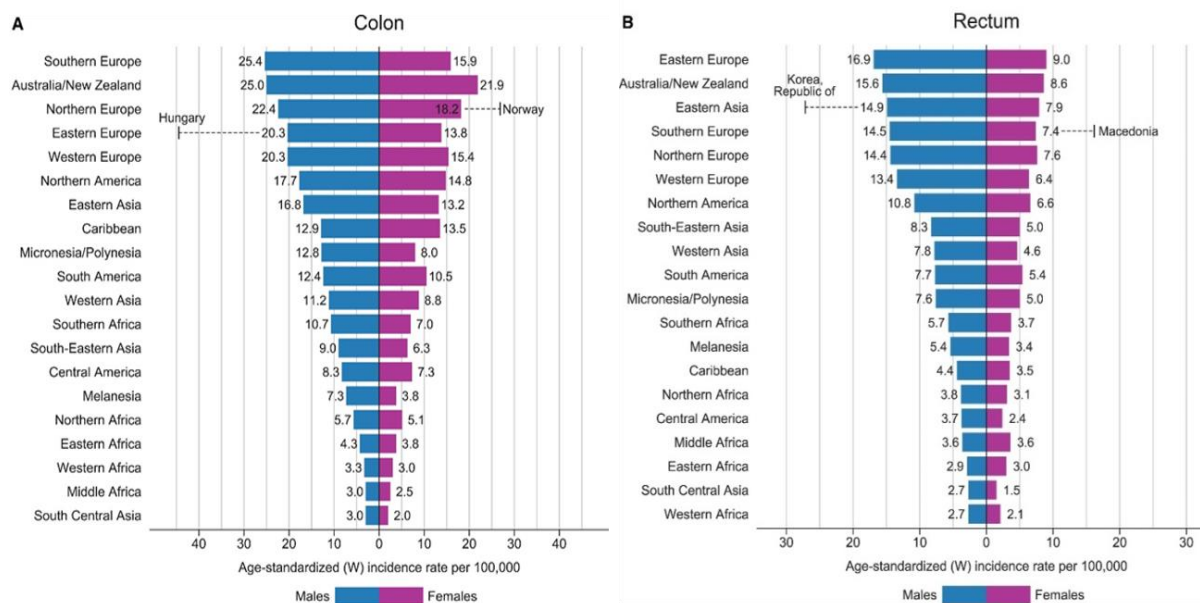 A
Colon
Southern Europe 25.4 15.9
Australia/New Zealand 25.0 21.9
Northern Europe 22.4 18.2 Norway
Hungary
Eastern Europe 20.3 13.8
Western Europe 20.3 15.4
Northern America 17.7 14.8
Eastern Asia 16.8 13.2
Caribbean 12.9 13.5
Micronesia/Polynesia 12.8 8.0
South America 12.4 10.5
Western Asia 11.2 8.8
Southern Africa 10.7 7.0
South-Eastern Asia 9.0 6.3
Central America 8.3 7.3
Melanesia 7.3 3.8
Northern Africa 5.7 5.1
Eastern Africa 4.3 3.8
Western Africa 3.3 3.0
Middle Africa 3.0 2.5
South Central Asia 3.0 2.0
40 30 20 10 0 10 20 30 40
Age-standardized (W) incidence rate per 100,000
Males Females
B
Rectum
Eastern Europe 16.9 9.0
Australia/New Zealand 15.6 8.6
Korea,
Republic of
Eastern Asia 14.9 7.9
Southern Europe 14.5 7.4 Macedonia
Northern Europe 14.4 7.6
Western Europe 13.4 6.4
Northern America 10.8 6.6
South-Eastern Asia 8.3 5.0
Western Asia 7.8 4.6
South America 7.7 5.4
Micronesia/Polynesia 7.6 5.0
Southern Africa 5.7 3.7
Melanesia 5.4 3.4
Caribbean 4.4 3.5
Northern Africa 3.8 3.1
Central America 3.7 2.4
Middle Africa 3.6 3.6
Eastern Africa 2.9 3.0
South Central Asia 2.7 1.5
Western Africa 2.7 2.1
30 20 10 0 10 20 30
Age-standardized (W) incidence rate per 100,000
Males Females